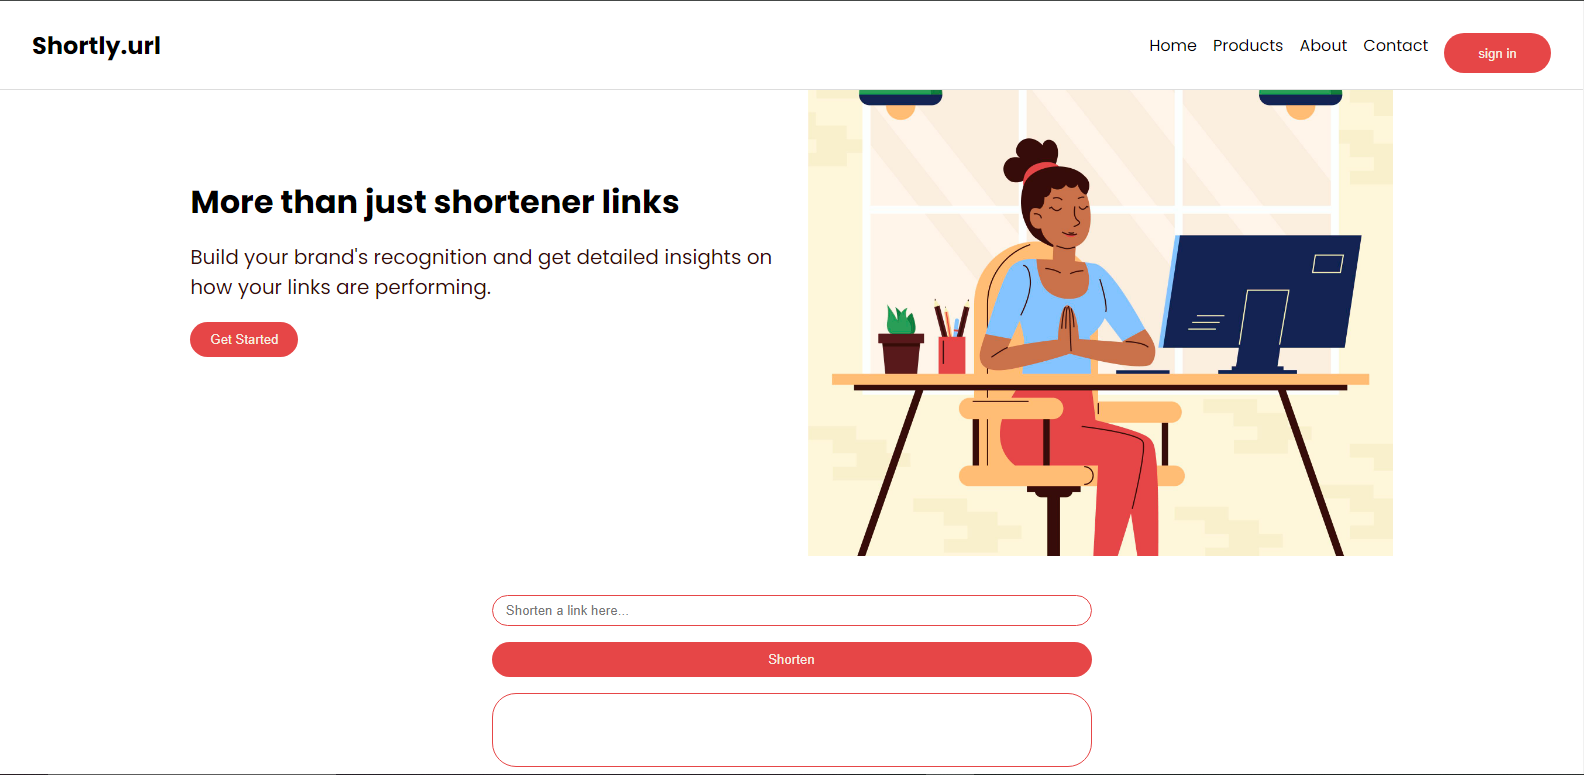 Shortly.url
Home Products About Contact sign in
More than just shortener links
Build your brand's recognition and get detailed insights on
how your links are performing.
Get Started
Shorten a link here...
Shorten